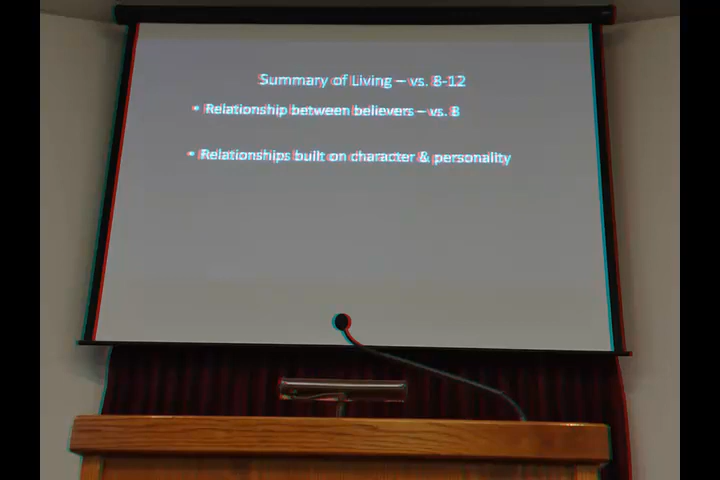 Summary of Living – vs. 8-12
• Relationship between believers – vs. 8
• Relationships built on character & personality